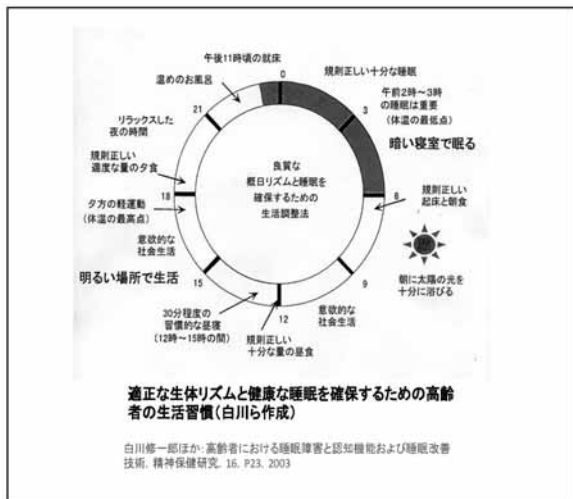 0
規則正しい十分な睡眠
午前2時～3時
の睡眠は重要
(体温の最低点)
3
暗い寝室で眠る
6
規則正しい
起床と朝食
朝に太陽の光を
十分に浴びる
9
意欲的な
社会生活
12
規則正しい
十分な量の昼食
30分程度の
習慣的な昼寝
(12時～15時の間)
15
明るい場所で生活
意欲的な
社会生活
夕方の軽運動
(体温の最高点)
18
規則正しい
適度な量の夕食
リラックスした
夜の時間
21
温めのお風呂
午後11時頃の就床
良質な
概日リズムと睡眠を
確保するための
生活調整法
適正な生体リズムと健康な睡眠を確保するための高齢
者の生活習慣(白川ら作成)
白川修一郎ほか:高齢者における睡眠障害と認知機能および睡眠改善
技術. 精神保健研究. 16. P23. 2003